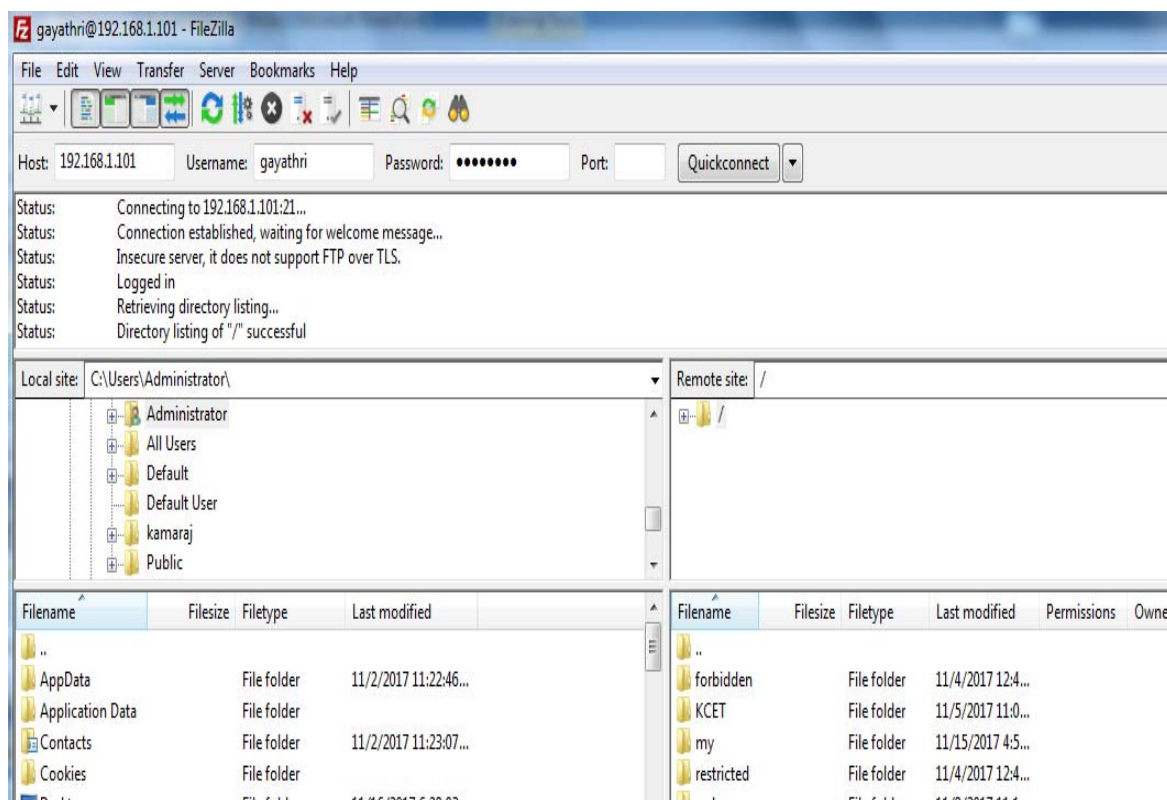 gayathri@192.168.1.101 - FileZilla
File Edit View Transfer Server Bookmarks Help
Host: 192.168.1.101 Username: gayathri Password: •••••••• Port: Quickconnect
Status: Connecting to 192.168.1.101:21...
Status: Connection established, waiting for welcome message...
Status: Insecure server, it does not support FTP over TLS.
Status: Logged in
Status: Retrieving directory listing...
Status: Directory listing of "/" successful
Local site: C:\Users\Administrator\
Administrator
All Users
Default
Default User
kamaraj
Public
Remote site: /
/
Filename Filesize Filetype Last modified
..
AppData File folder 11/2/2017 11:22:46...
Application Data File folder
Contacts File folder 11/2/2017 11:23:07...
Cookies File folder
Filename Filesize Filetype Last modified Permissions Owne
..
forbidden File folder 11/4/2017 12:4...
KCET File folder 11/5/2017 11:0...
my File folder 11/15/2017 4:5...
restricted File folder 11/4/2017 12:4...